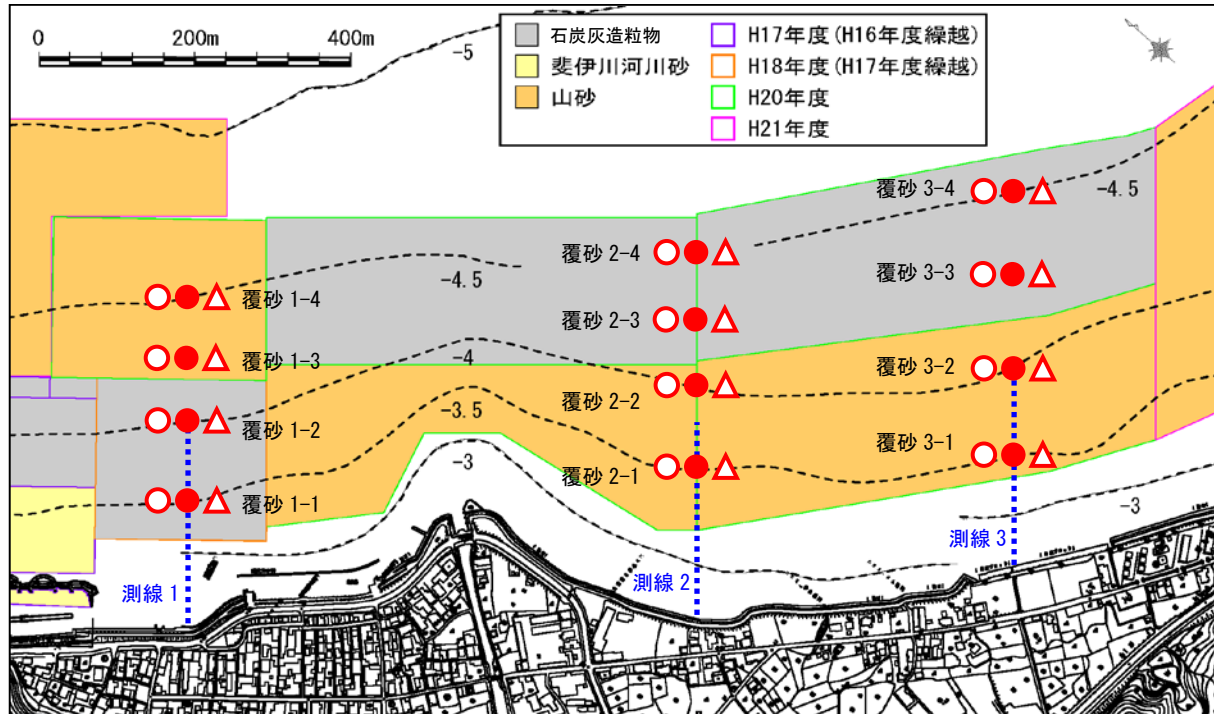 0 200m 400m
-5
石炭灰造粒物
斐伊川河川砂
山砂
H17年度(H16年度繰越)
H18年度(H17年度繰越)
H20年度
H21年度
覆砂 3-4
-4.5
覆砂 2-4
覆砂 3-3
-4.5
覆砂 1-4
覆砂 2-3
覆砂 1-3
-4
覆砂 3-2
覆砂 2-2
-3.5
覆砂 1-2
覆砂 3-1
-3
覆砂 2-1
覆砂 1-1
-3
測線 3
測線 2
測線 1